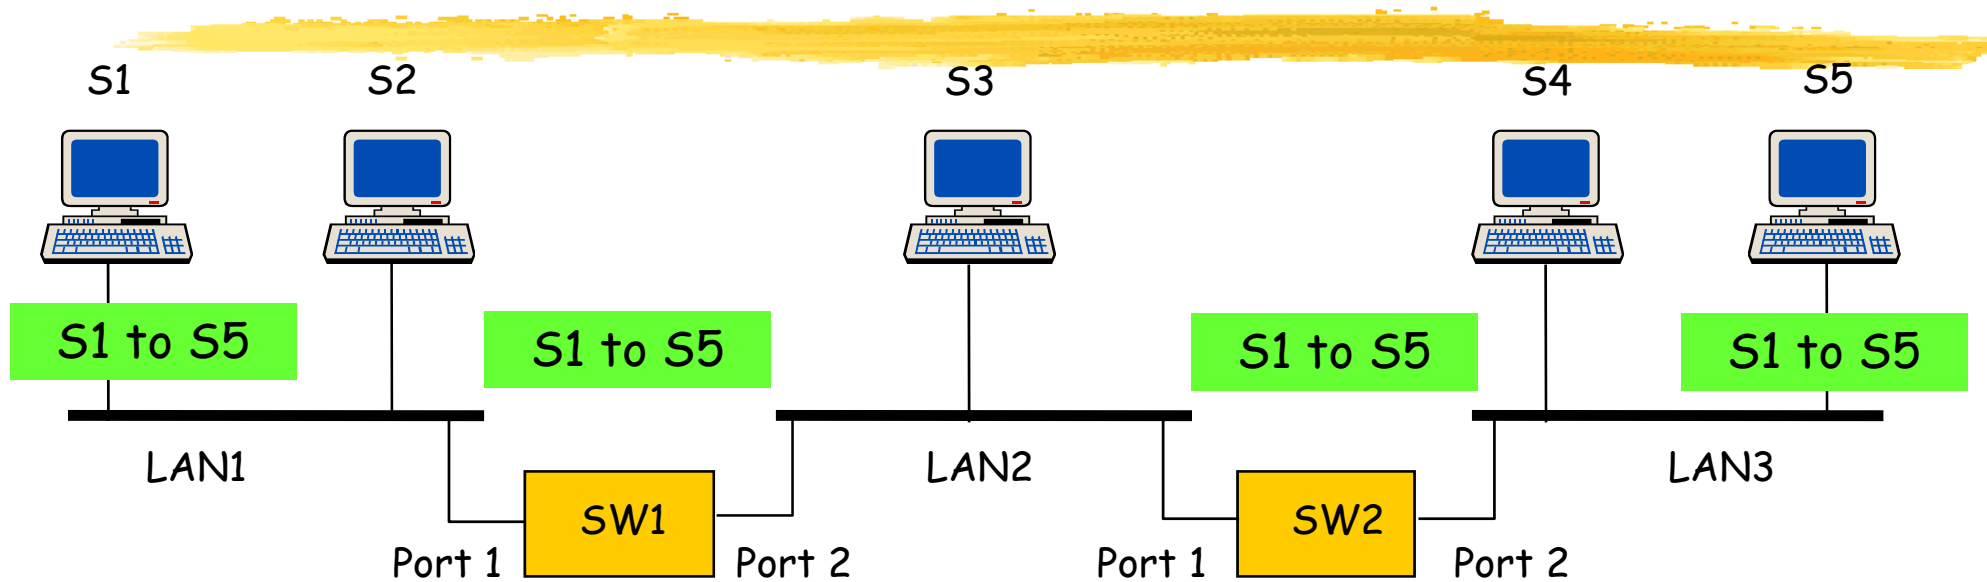 S1 S2 S3 S4 S5
S1 to S5 S1 to S5 S1 to S5 S1 to S5
LAN1 LAN2 LAN3
SW1 SW2
Port 1 Port 2 Port 1 Port 2